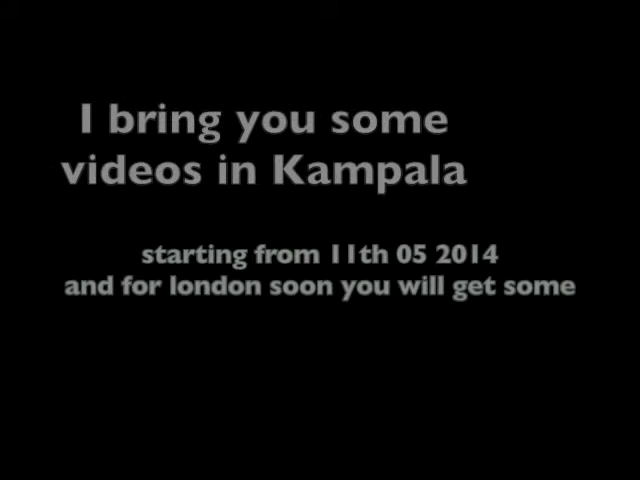 I bring you some
videos in Kampala
starting from 11th 05 2014
and for london soon you will get some